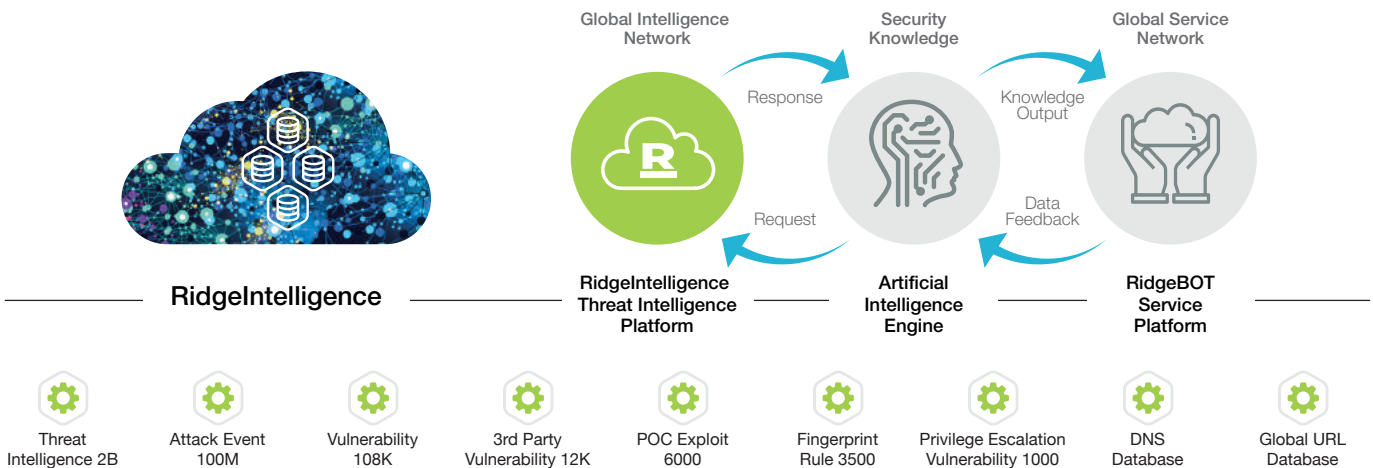 Global Intelligence
Network
Security
Knowledge
Global Service
Network
Response
Knowledge
Output
R
Request
Data
Feedback
RidgeIntelligence
RidgeIntelligence
Threat Intelligence
Platform
Artificial
Intelligence
Engine
RidgeBOT
Service
Platform
Threat
Intelligence 2B
Attack Event
100M
Vulnerability
108K
3rd Party
Vulnerability 12K
POC Exploit
6000
Fingerprint
Rule 3500
Privilege Escalation
Vulnerability 1000
DNS
Database
Global URL
Database